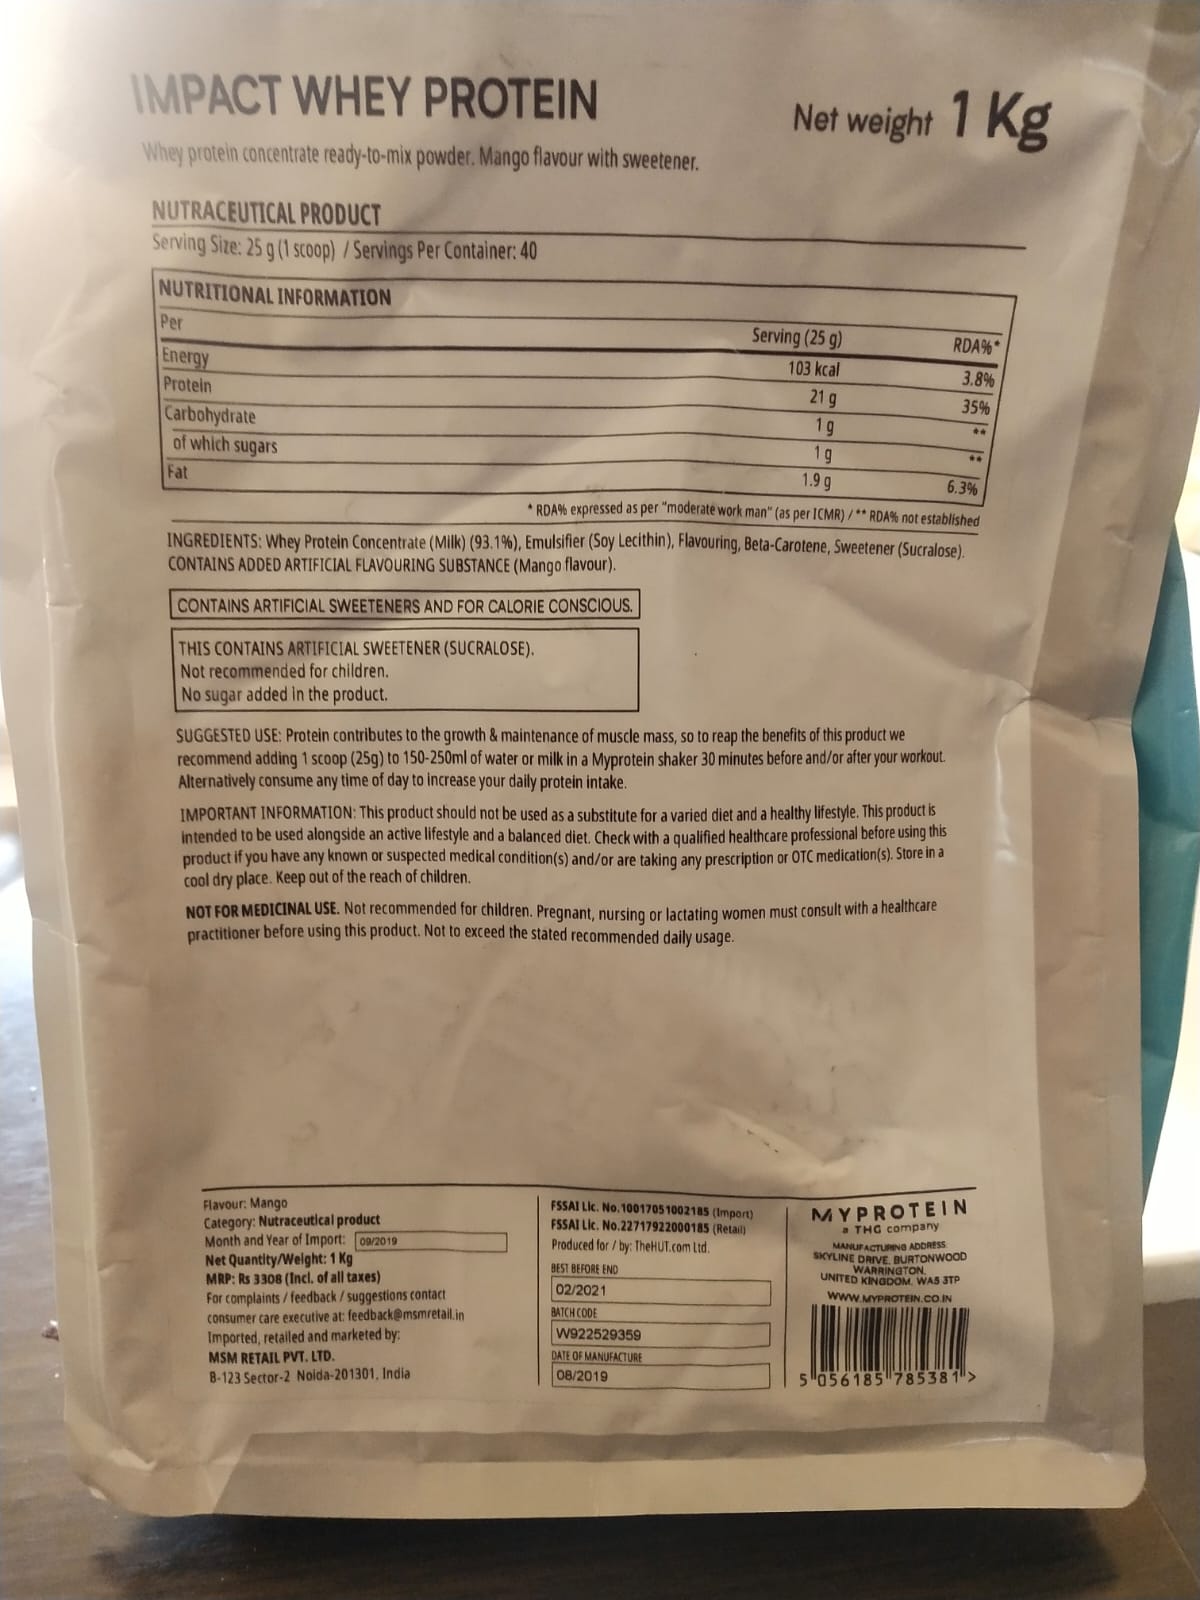 IMPACT WHEY PROTEIN
Net weight 1 Kg
Whey protein concentrate ready-to-mix powder. Mango flavour with sweetener.
NUTRACEUTICAL PRODUCT
Serving Size: 25 g (1 scoop) / Servings Per Container: 40
NUTRITIONAL INFORMATION
Per Serving (25 g) RDA%*
Energy 103 kcal 3.8%
Protein 21 g 35%
Carbohydrate 1 g **
of which sugars 1 g **
Fat 1.9 g 6.3%
* RDA% expressed as per "moderate work man" (as per ICMR) / ** RDA% not established
INGREDIENTS: Whey Protein Concentrate (Milk) (93.1%), Emulsifier (Soy Lecithin), Flavouring, Beta-Carotene, Sweetener (Sucralose).
CONTAINS ADDED ARTIFICIAL FLAVOURING SUBSTANCE (Mango flavour).
CONTAINS ARTIFICIAL SWEETENERS AND FOR CALORIE CONSCIOUS.
THIS CONTAINS ARTIFICIAL SWEETENER (SUCRALOSE).
Not recommended for children.
No sugar added in the product.
SUGGESTED USE: Protein contributes to the growth & maintenance of muscle mass, so to reap the benefits of this product we
recommend adding 1 scoop (25g) to 150-250ml of water or milk in a Myprotein shaker 30 minutes before and/or after your workout.
Alternatively consume any time of day to increase your daily protein intake.
IMPORTANT INFORMATION: This product should not be used as a substitute for a varied diet and a healthy lifestyle. This product is
intended to be used alongside an active lifestyle and a balanced diet. Check with a qualified healthcare professional before using this
product if you have any known or suspected medical condition(s) and/or are taking any prescription or OTC medication(s). Store in a
cool dry place. Keep out of the reach of children.
NOT FOR MEDICINAL USE. Not recommended for children. Pregnant, nursing or lactating women must consult with a healthcare
practitioner before using this product. Not to exceed the stated recommended daily usage.
Flavour: Mango
Category: Nutraceutical product
Month and Year of Import: 09/2019
Net Quantity/Weight: 1 Kg
MRP: Rs 3308 (Incl. of all taxes)
For complaints / feedback / suggestions contact
consumer care executive at: feedback@msmretail.in
Imported, retailed and marketed by:
MSM RETAIL PVT. LTD.
B-123 Sector-2 Noida-201301, India
FSSAI Lic. No.10017051002185 (Import)
FSSAI Lic. No.22717922000185 (Retail)
Produced for / by: TheHUT.com Ltd.
BEST BEFORE END
02/2021
BATCH CODE
W922529359
DATE OF MANUFACTURE
08/2019
MYPROTEIN
a THG company
MANUFACTURING ADDRESS
SKYLINE DRIVE, BURTONWOOD
WARRINGTON,
UNITED KINGDOM, WA5 3TP
WWW.MYPROTEIN.CO.IN
5 056185 785381 >